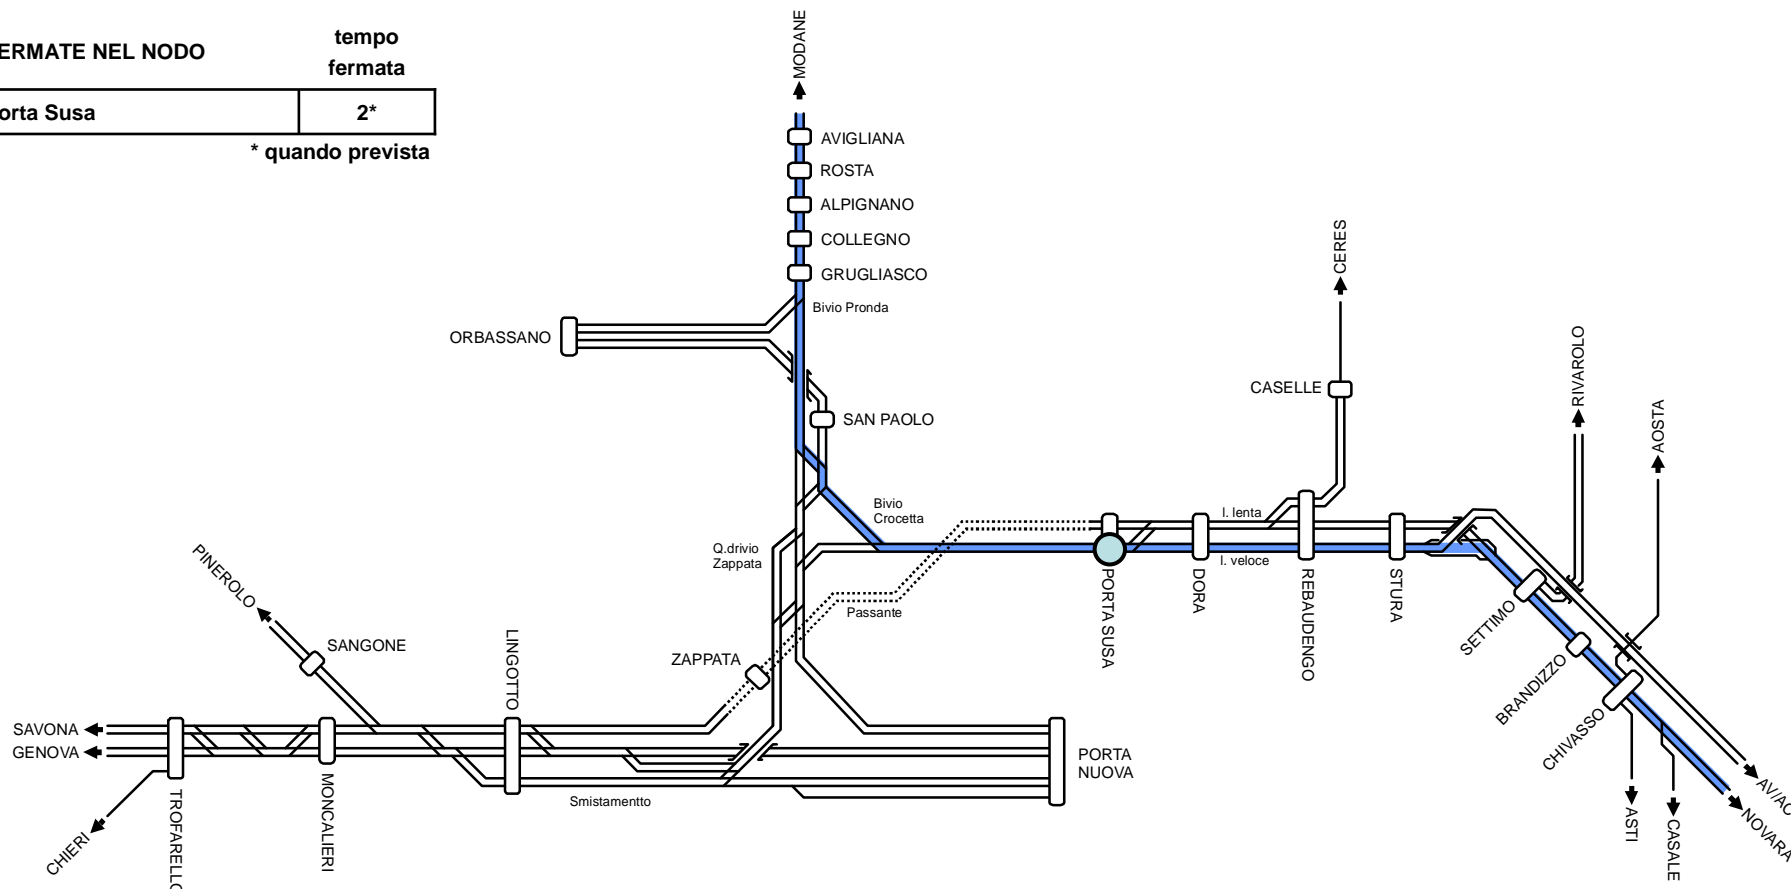 ERMATE NEL NODO
tempo
fermata
orta Susa
2*
* quando prevista
MODANE
AVIGLIANA
ROSTA
ALPIGNANO
COLLEGNO
GRUGLIASCO
Bivio Pronda
ORBASSANO
SAN PAOLO
CERES
CASELLE
RIVAROLO
AOSTA
Bivio
Crocetta
l. lenta
l. veloce
Q.drivio
Zappata
Passante
PORTA SUSA
DORA
REBAUDENGO
STURA
SETTIMO
BRANDIZZO
CHIVASSO
PINEROLO
SANGONE
LINGOTTO
ZAPPATA
SAVONA
GENOVA
PORTA
NUOVA
Smistamentto
MONCALIERI
TROFARELLO
CHIERI
ASTI
CASALE
AV/AC
NOVARA